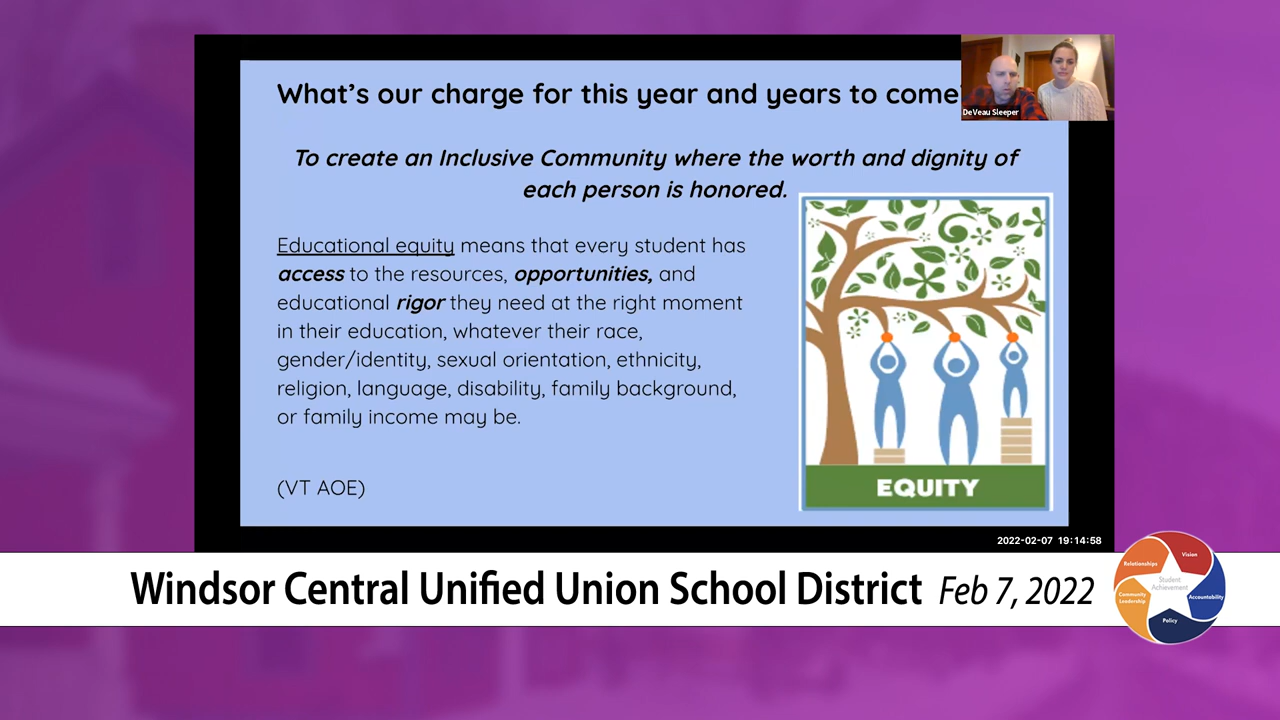 What's our charge for this year and years to come
DeVeau Sleeper
To create an Inclusive Community where the worth and dignity of
each person is honored.
Educational equity means that every student has
access to the resources, opportunities, and
educational rigor they need at the right moment
in their education, whatever their race,
gender/identity, sexual orientation, ethnicity,
religion, language, disability, family background,
or family income may be.
(VT AOE)
EQUITY
2022-02-07 19:14:58
Windsor Central Unified Union School District Feb 7, 2022
Vision
Relationships
Student
Achievement
Community
Leadership
Accountability
Policy